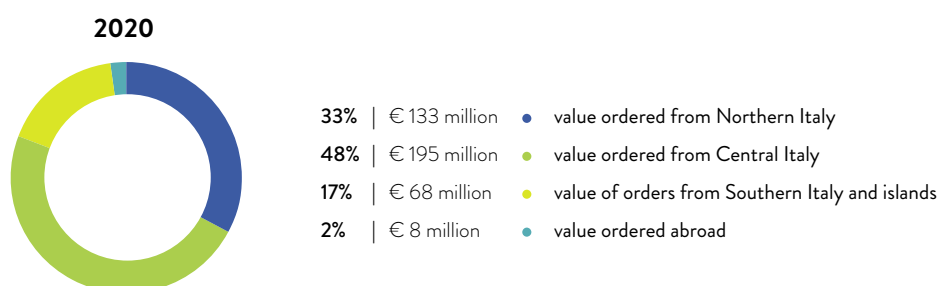 2020
33% | € 133 million • value ordered from Northern Italy
48% | € 195 million • value ordered from Central Italy
17% | € 68 million • value of orders from Southern Italy and islands
2% | € 8 million • value ordered abroad